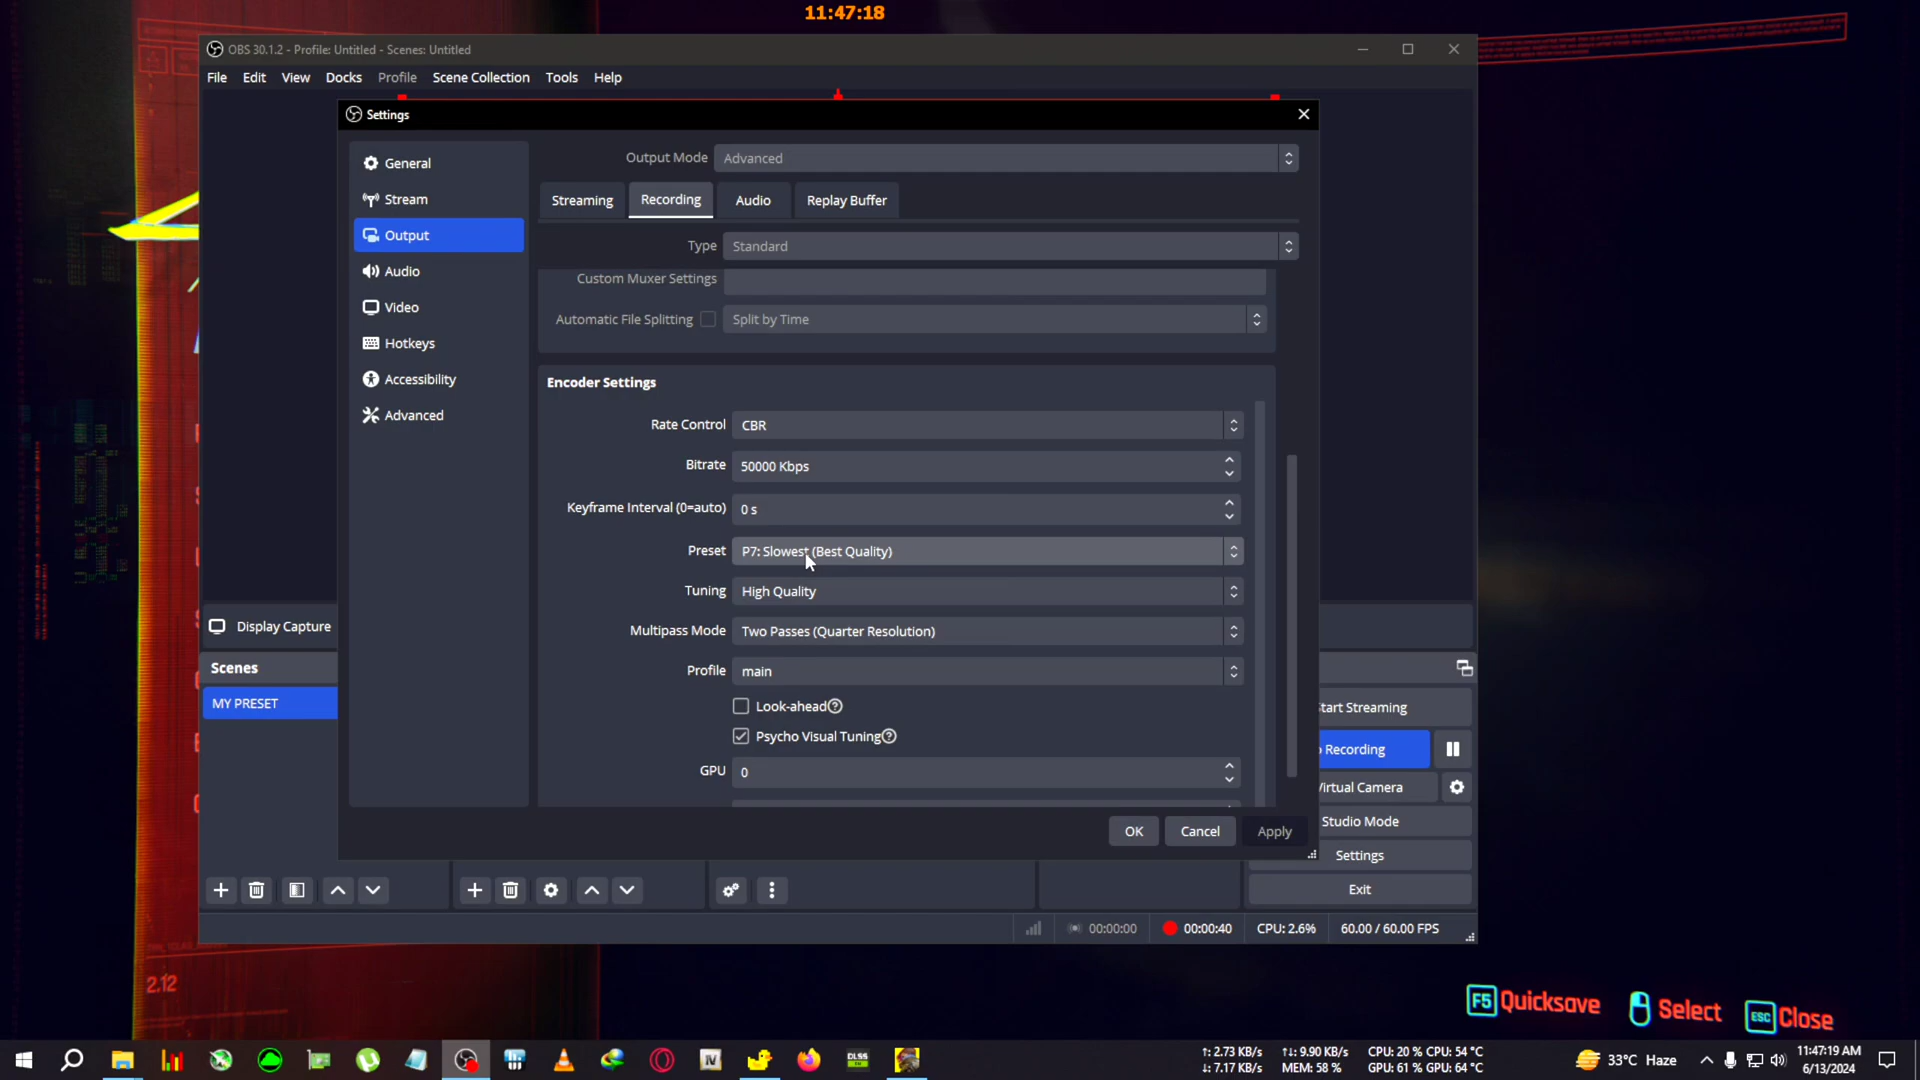 11:47:18
OBS 30.1.2 - Profile: Untitled - Scenes: Untitled
File Edit View Docks Profile Scene Collection Tools Help
Settings
General
Stream
Output
Audio
Video
Hotkeys
Accessibility
Advanced
Output Mode Advanced
Streaming Recording Audio Replay Buffer
Type Standard
Custom Muxer Settings
Automatic File Splitting Split by Time
Encoder Settings
Rate Control CBR
Bitrate 50000 Kbps
Keyframe Interval (0=auto) 0 s
Preset P7: Slowest (Best Quality)
Tuning High Quality
Multipass Mode Two Passes (Quarter Resolution)
Profile main
Look-ahead
Psycho Visual Tuning
GPU 0
OK Cancel Apply
Display Capture
Scenes
MY PRESET
Start Streaming
Recording
Virtual Camera
Studio Mode
Settings
Exit
00:00:00 00:00:40 CPU: 2.6% 60.00 / 60.00 FPS
2.12
F5 Quicksave Select ESC Close
↑: 2.73 KB/s ↑↓: 9.90 KB/s CPU: 20 % CPU: 54 °C
↓: 7.17 KB/s MEM: 58 % GPU: 61 % GPU: 64 °C
IV
DLSS
33°C Haze
11:47:19 AM
6/13/2024